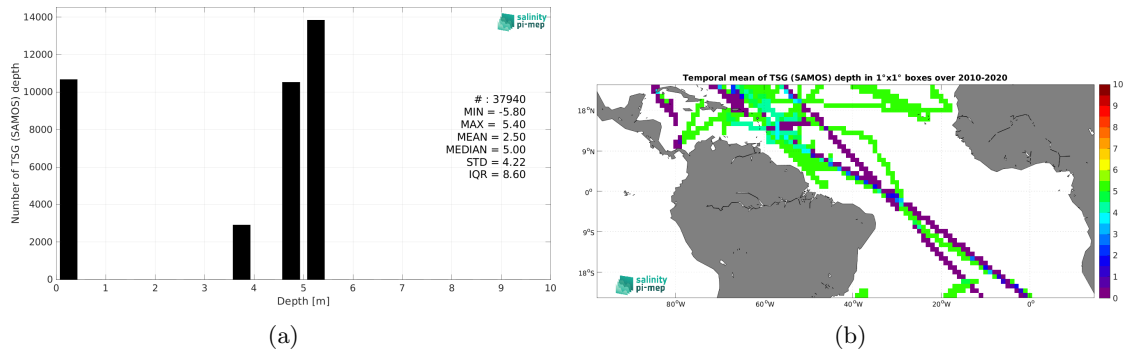 14000
12000
10000
8000
6000
4000
2000
0
Number of TSG (SAMOS) depth
0 1 2 3 4 5 6 7 8 9 10
Depth [m]
salinity
pi-mep
# : 37940
MIN = -5.80
MAX = 5.40
MEAN = 2.50
MEDIAN = 5.00
STD = 4.22
IQR = 8.60
(a)
Temporal mean of TSG (SAMOS) depth in 1°x1° boxes over 2010-2020
18°N
9°N
0°
9°S
18°S
80°W 60°W 40°W 20°W 0°
salinity
pi-mep
10
9
8
7
6
5
4
3
2
1
0
(b)